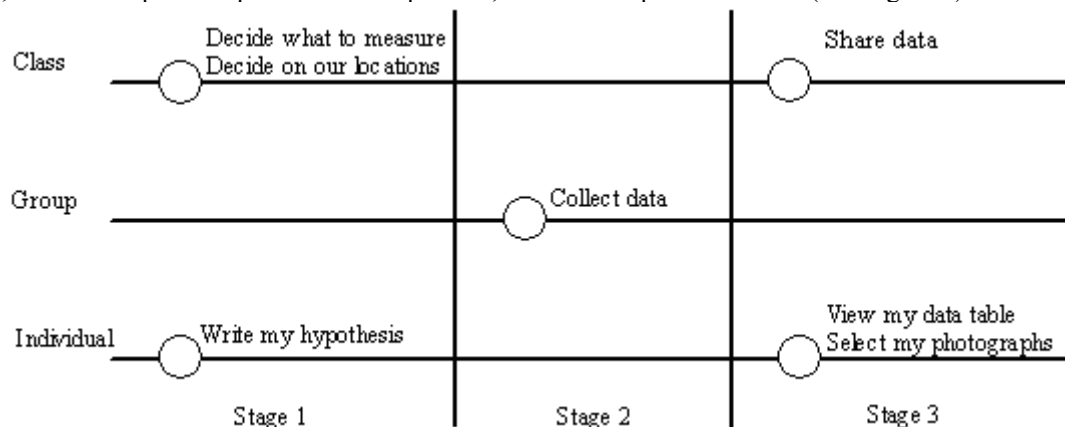 Class
Decide what to measure
Decide on our locations
Share data
Group
Collect data
Individual
Write my hypothesis
View my data table
Select my photographs
Stage 1
Stage 2
Stage 3